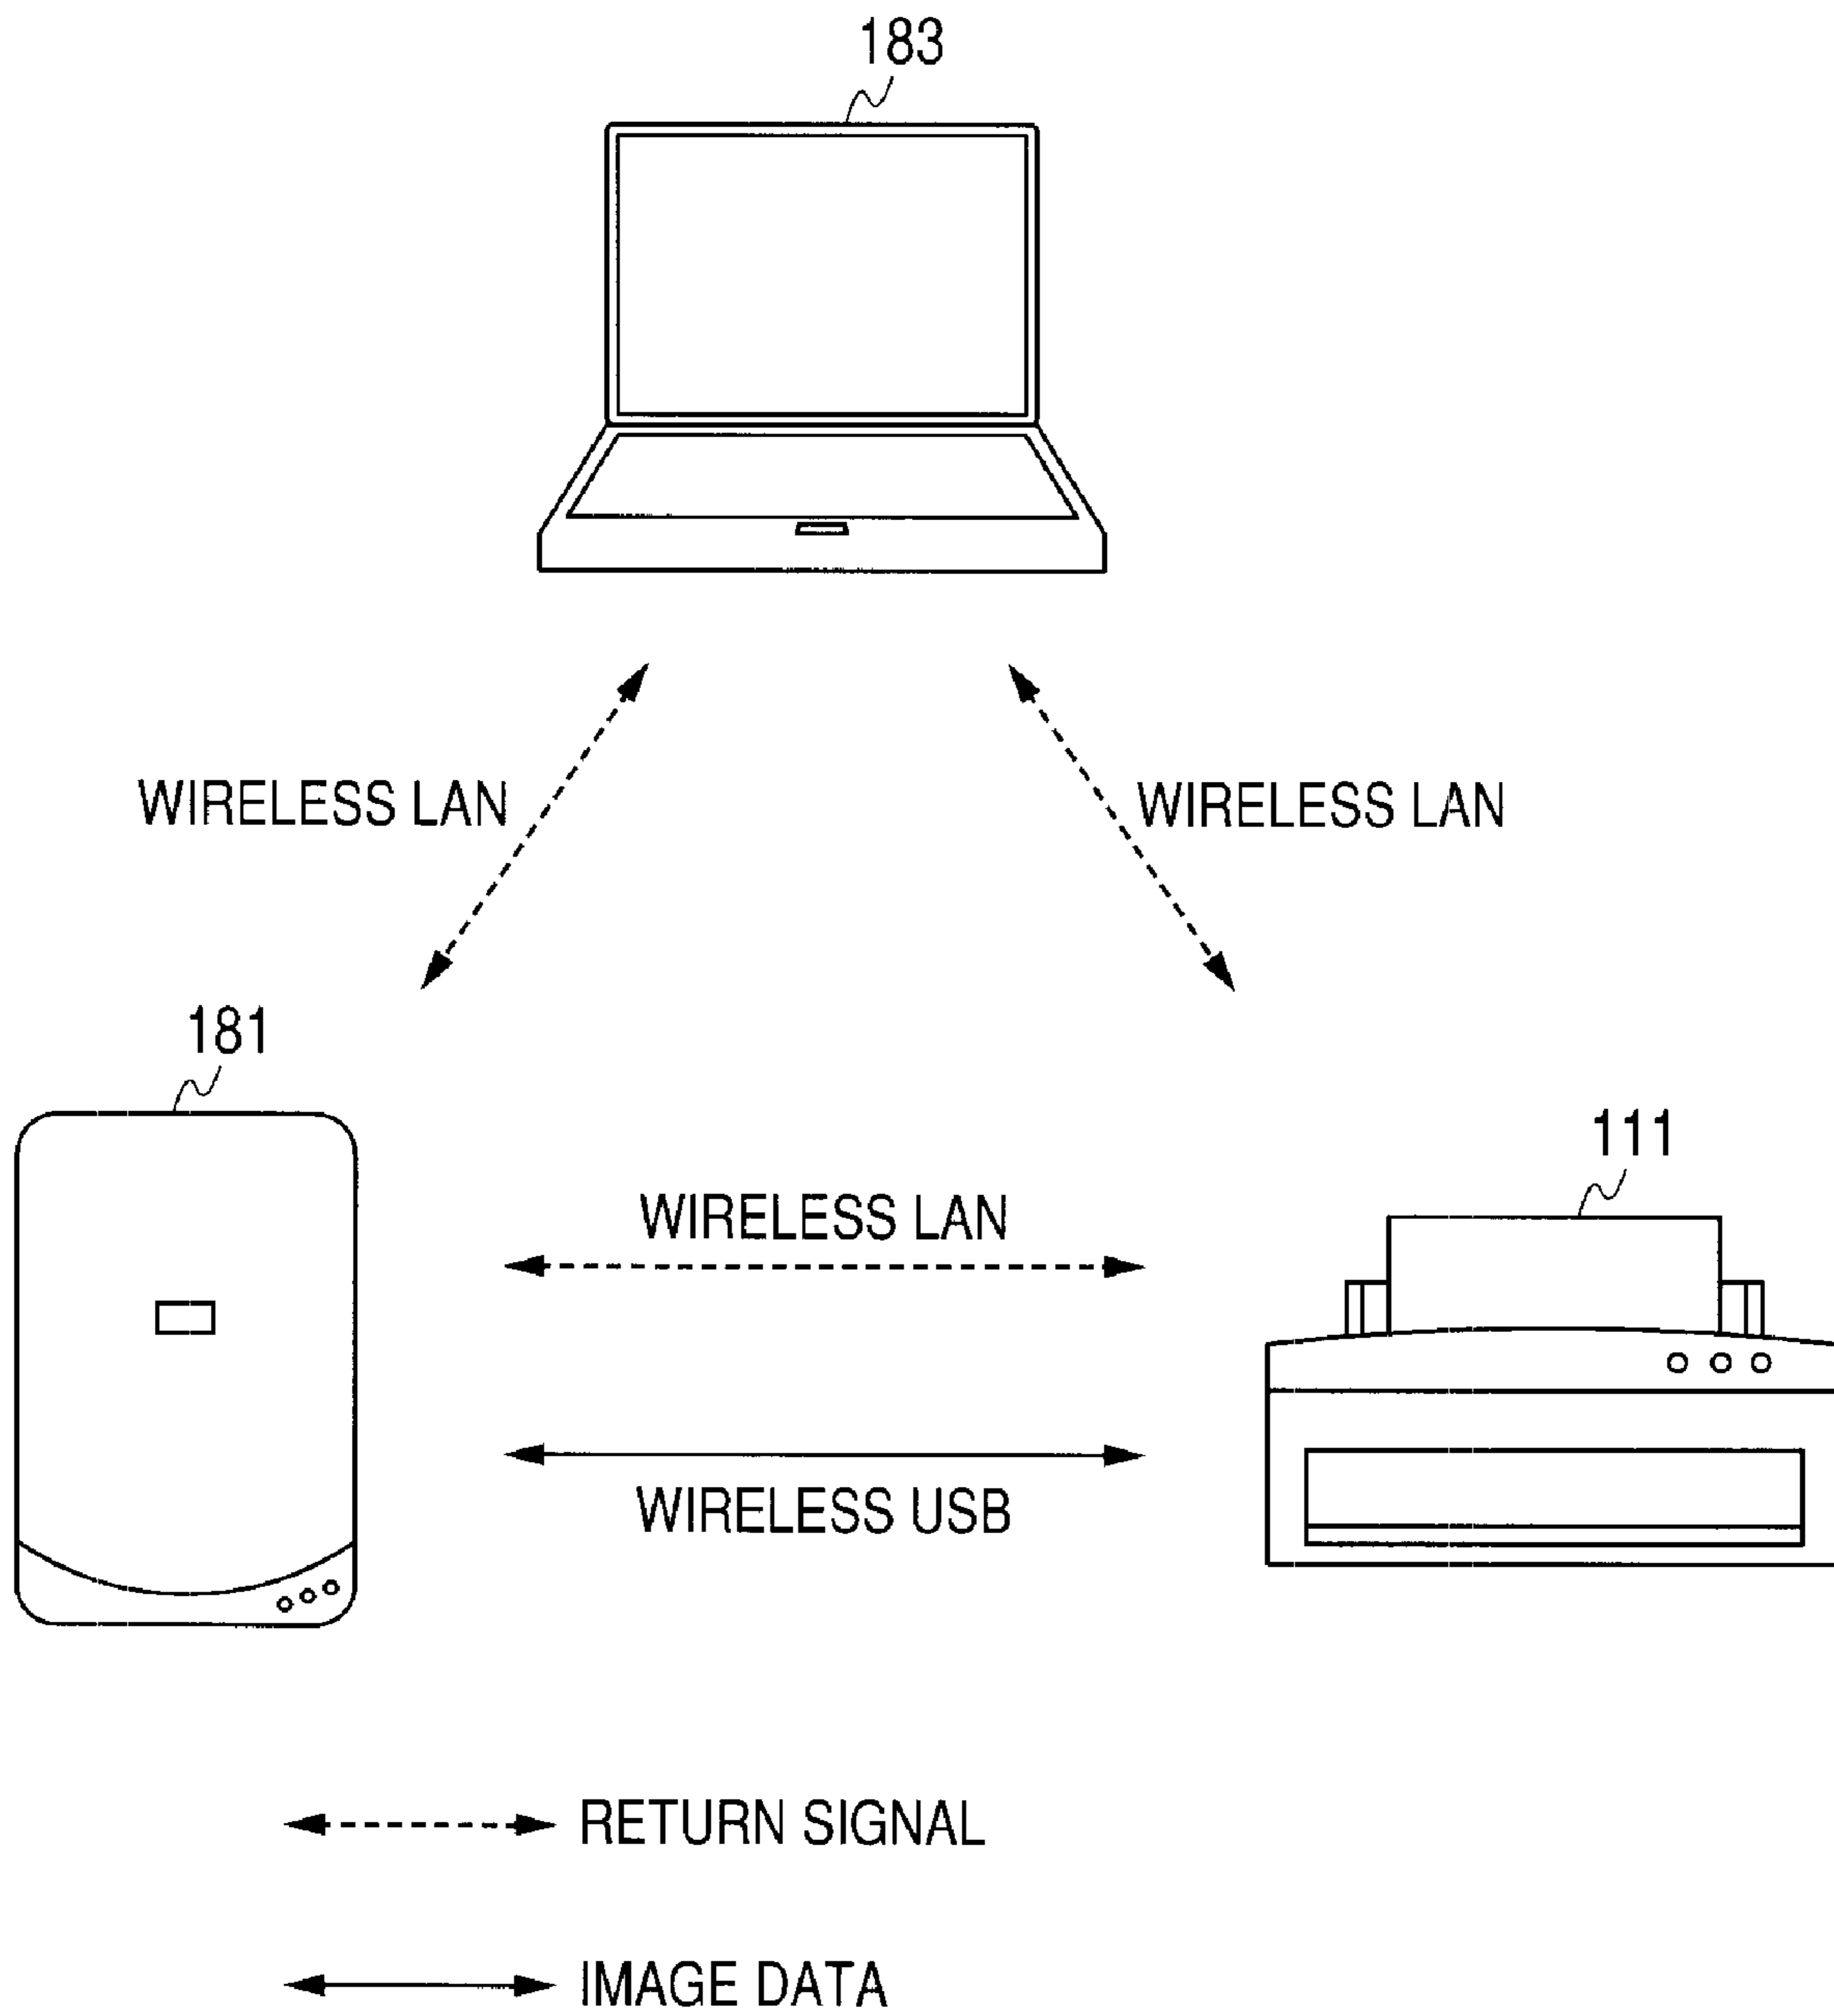 183
WIRELESS LAN
WIRELESS LAN
181
111
WIRELESS LAN
WIRELESS USB
RETURN SIGNAL
IMAGE DATA